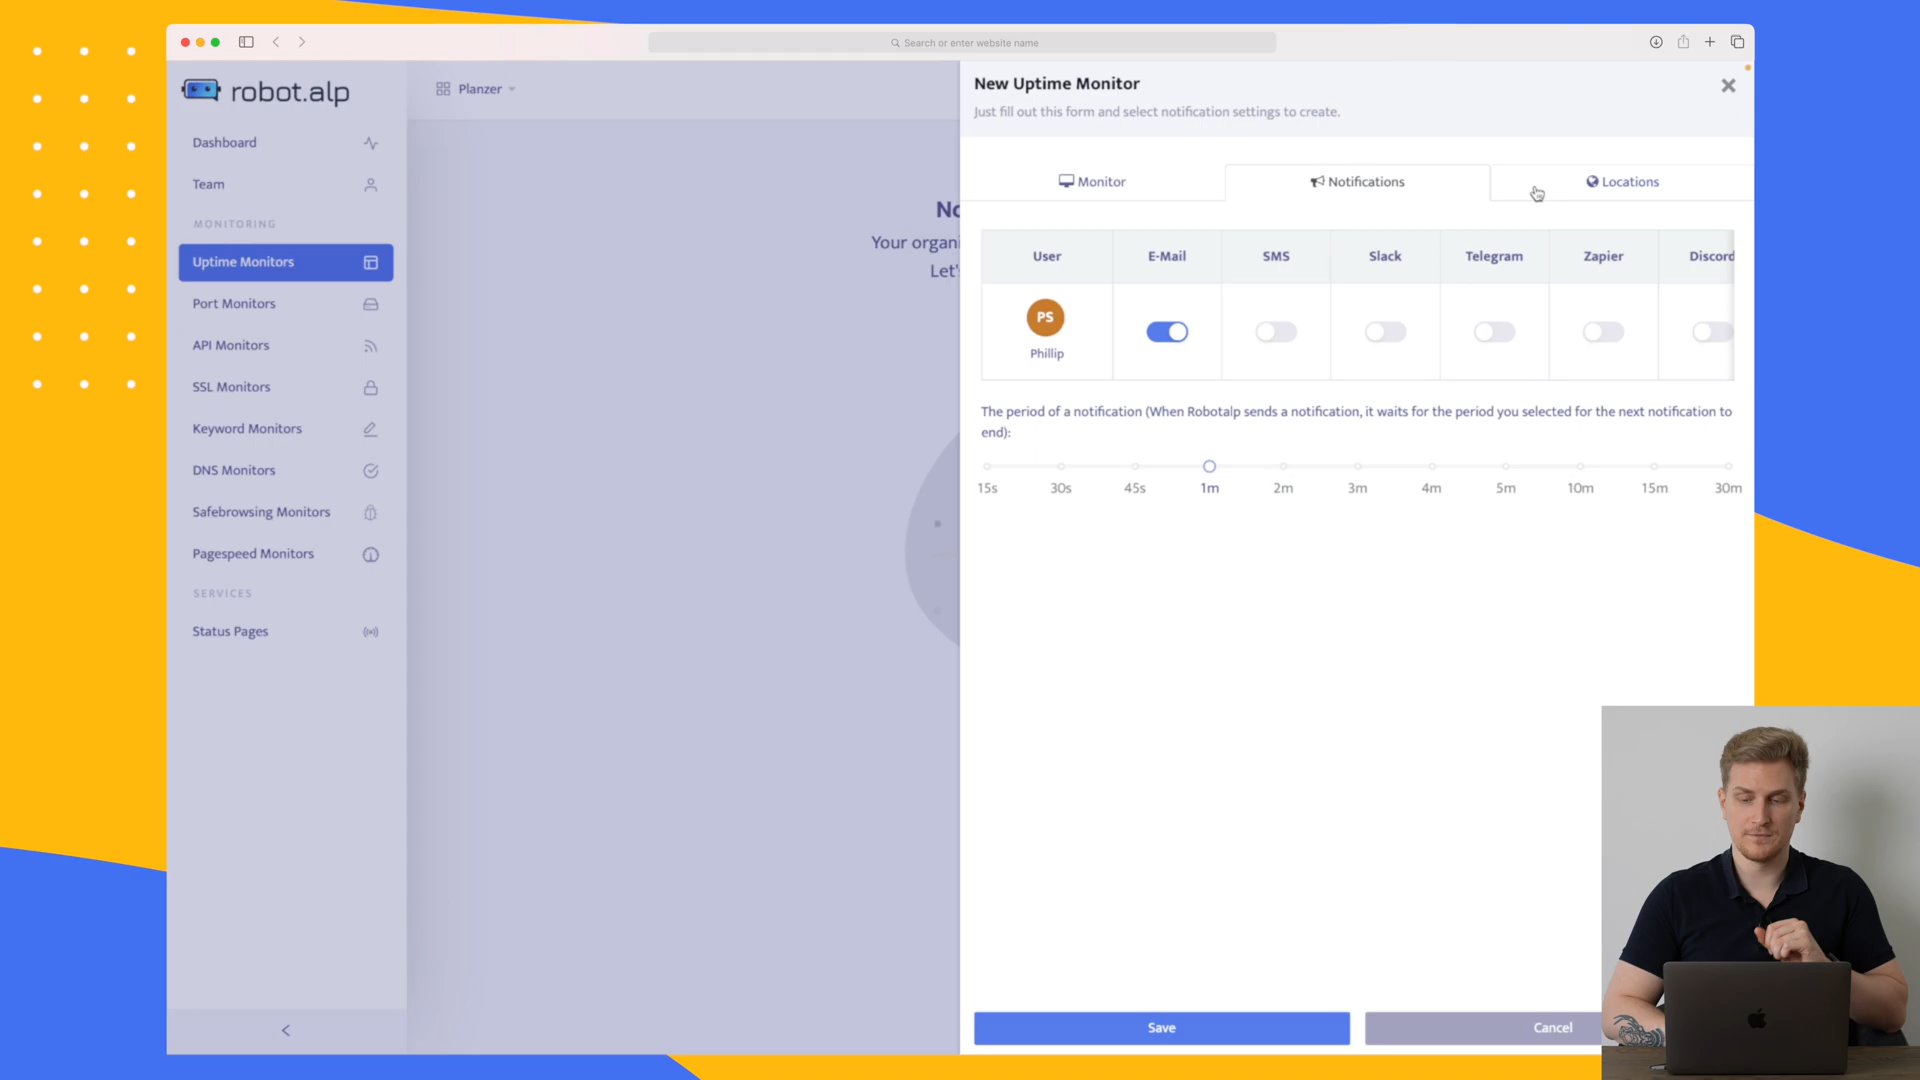 Search or enter website name
robot.alp
Planzer
Dashboard
Team
MONITORING
Uptime Monitors
Port Monitors
API Monitors
SSL Monitors
Keyword Monitors
DNS Monitors
Safebrowsing Monitors
Pagespeed Monitors
SERVICES
Status Pages
Your organi
Let'
New Uptime Monitor
Just fill out this form and select notification settings to create.
Monitor
Notifications
Locations
User
E-Mail
SMS
Slack
Telegram
Zapier
Discord
PS
Phillip
The period of a notification (When Robotalp sends a notification, it waits for the period you selected for the next notification to
end):
15s
30s
45s
1m
2m
3m
4m
5m
10m
15m
30m
Save
Cancel